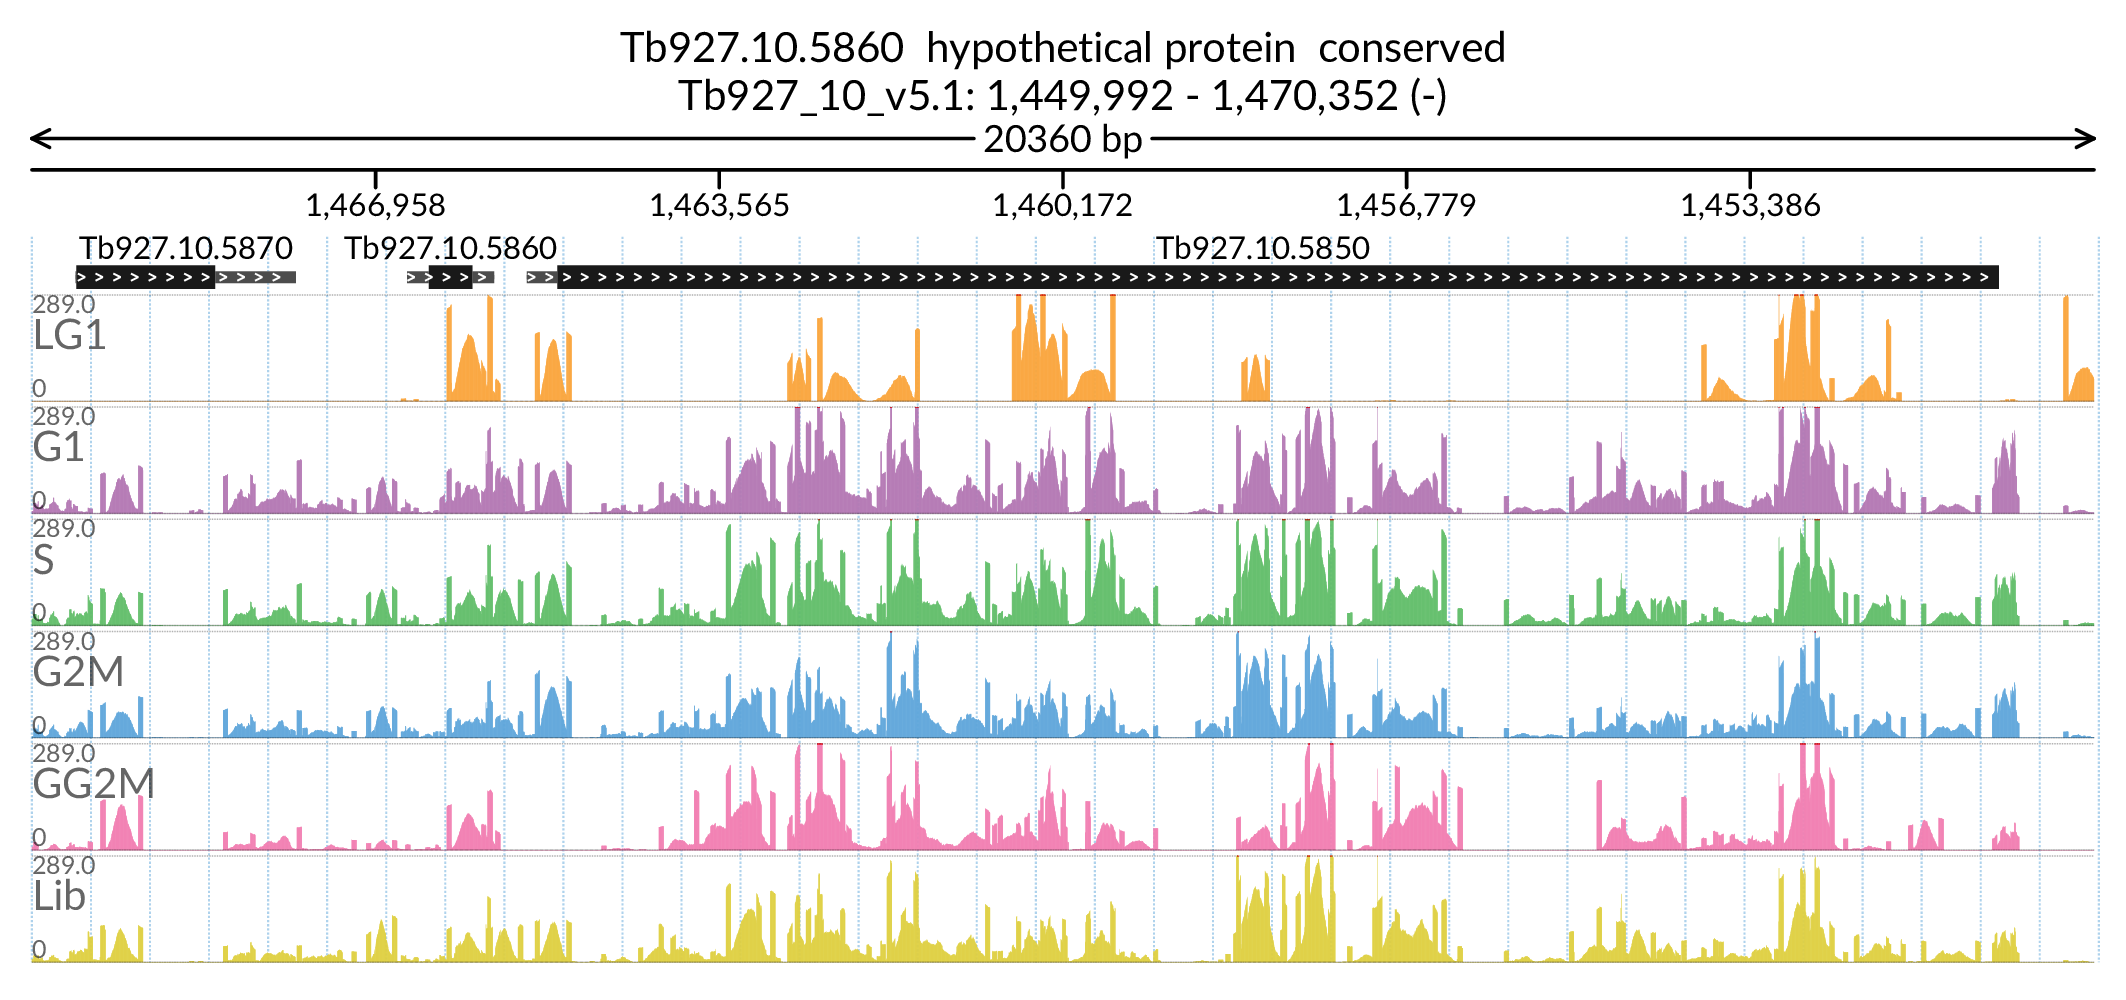 Tb927.10.5860 hypothetical protein conserved
Tb927_10_v5.1: 1,449,992 - 1,470,352 (-)
20360 bp
1,466,958 1,463,565 1,460,172 1,456,779 1,453,386
Tb927.10.5870 Tb927.10.5860 Tb927.10.5850
289.0
LG1
0
289.0
G1
0
289.0
S
0
289.0
G2M
0
289.0
GG2M
0
289.0
Lib
0